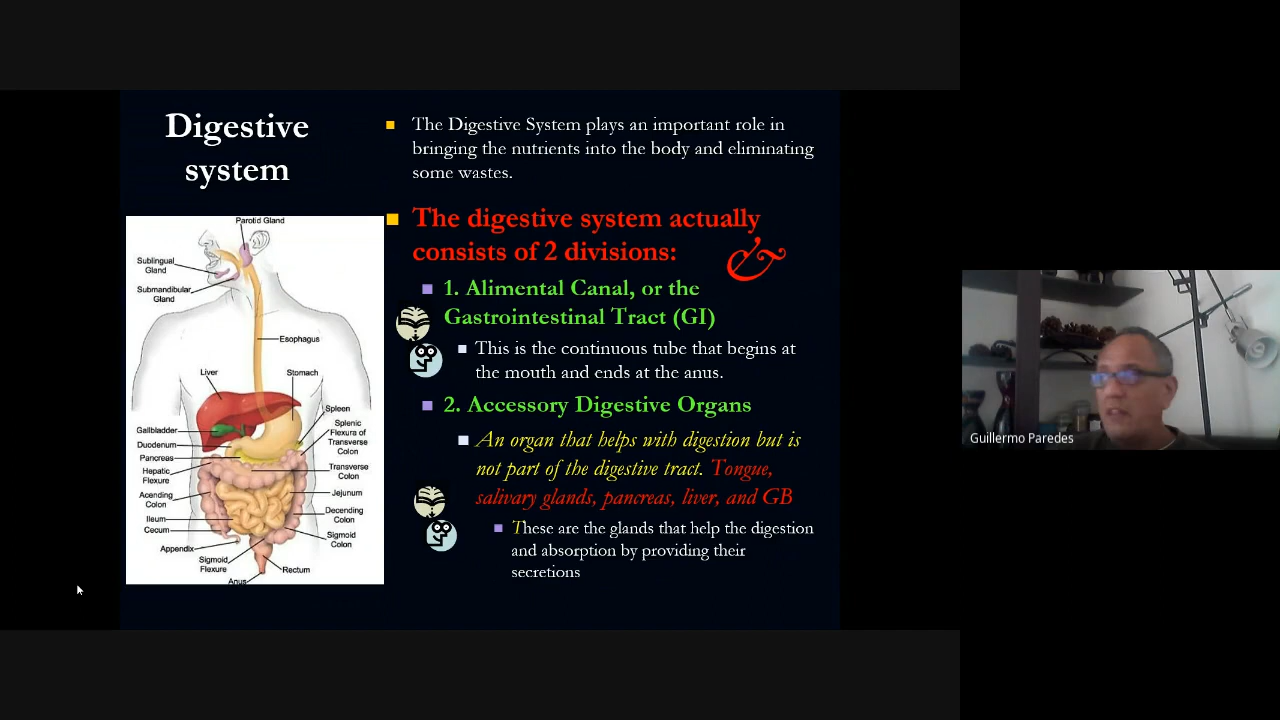 Digestive
system
The Digestive System plays an important role in
bringing the nutrients into the body and eliminating
some wastes.
The digestive system actually
consists of 2 divisions:
&
1. Alimental Canal, or the
Gastrointestinal Tract (GI)
This is the continuous tube that begins at
the mouth and ends at the anus.
2. Accessory Digestive Organs
An organ that helps with digestion but is
not part of the digestive tract. Tongue,
salivary glands, pancreas, liver, and GB
These are the glands that help the digestion
and absorption by providing their
secretions
Parotid Gland
Sublingual
Gland
Submandibular
Gland
Esophagus
Liver
Stomach
Spleen
Splenic
Flexura of
Transverse
Colon
Gallbladder
Duodenum
Pancreas
Hepatic
Flexure
Transverse
Colon
Acending
Colon
Jejunum
Ileum
Decending
Colon
Cecum
Appendix
Sigmoid
Colon
Sigmoid
Flexure
Rectum
Anus
Guillermo Paredes